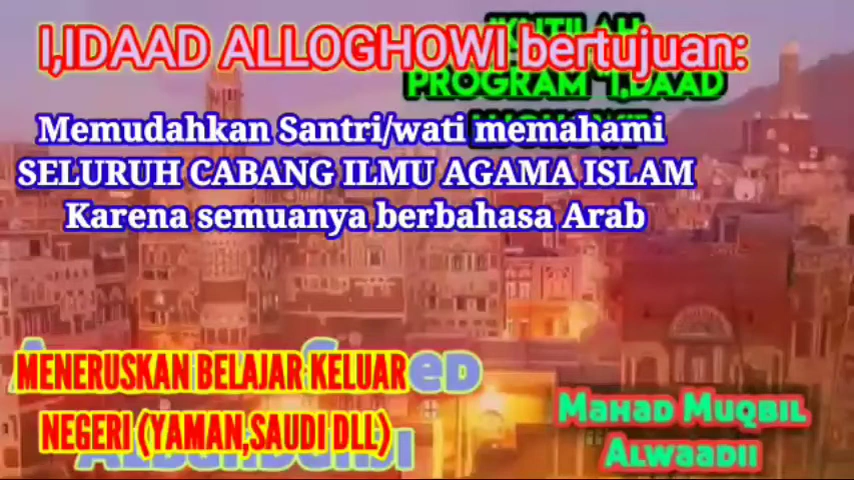 I,IDAAD ALLOGHOWI bertujuan:
PROGRAM "I,DAAD
Memudahkan Santri/wati memahami
SELURUH CABANG ILMU AGAMA ISLAM
Karena semuanya berbahasa Arab
MENERUSKAN BELAJAR KELUAR
NEGERI (YAMAN,SAUDI DLL)
Mahad Muqbil
Alwaadii